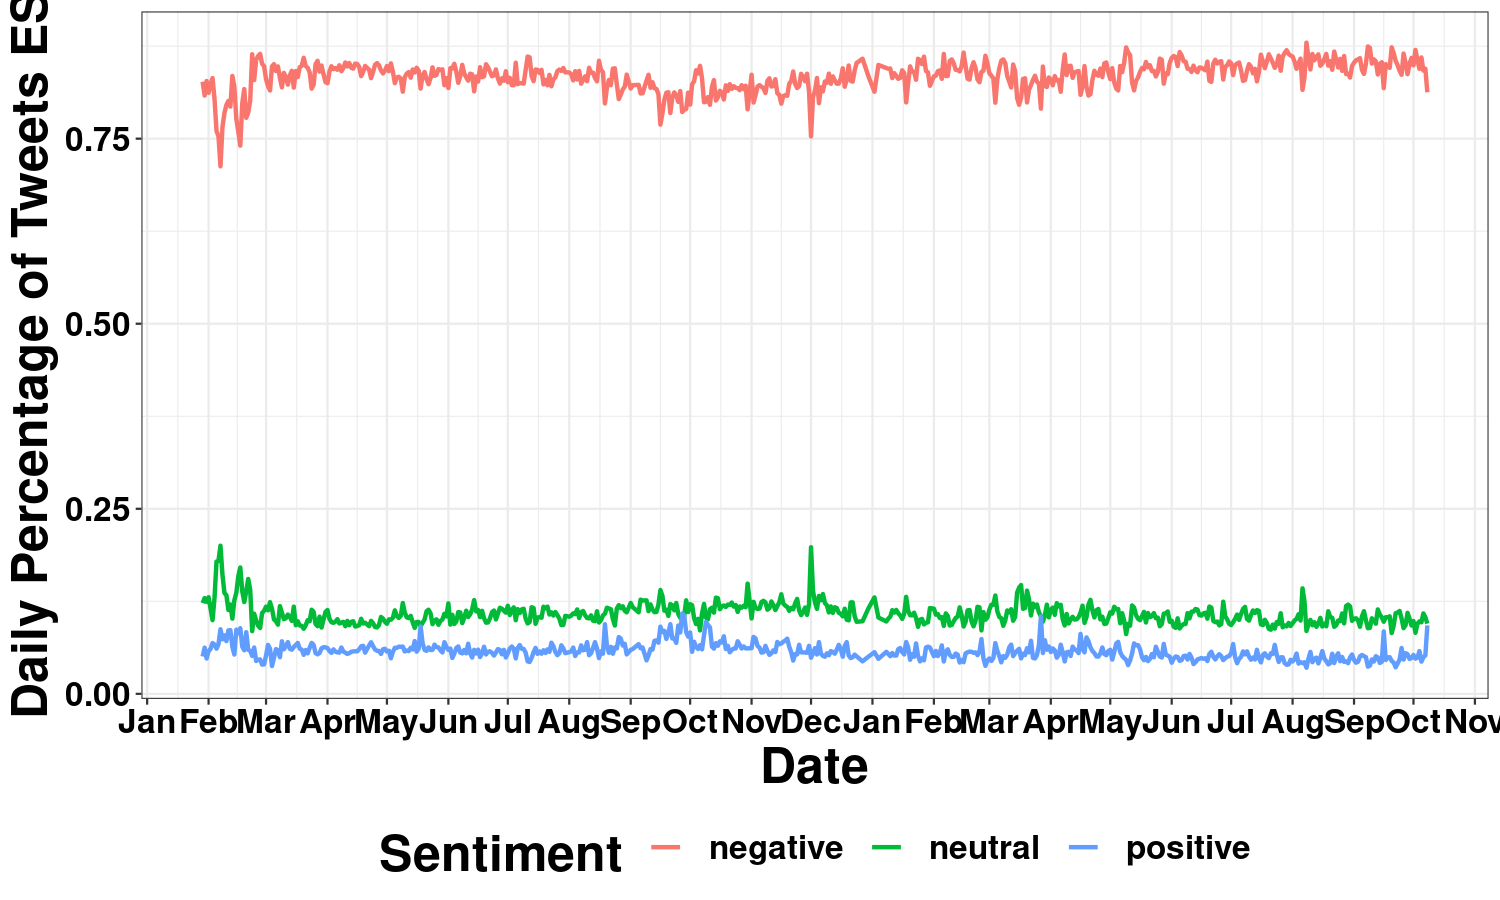 Daily Percentage of Tweets ES
0.75
0.50
0.25
0.00
Jan Feb Mar Apr May Jun Jul Aug Sep Oct Nov Dec Jan Feb Mar Apr May Jun Jul Aug Sep Oct Nov
Date
Sentiment negative neutral positive